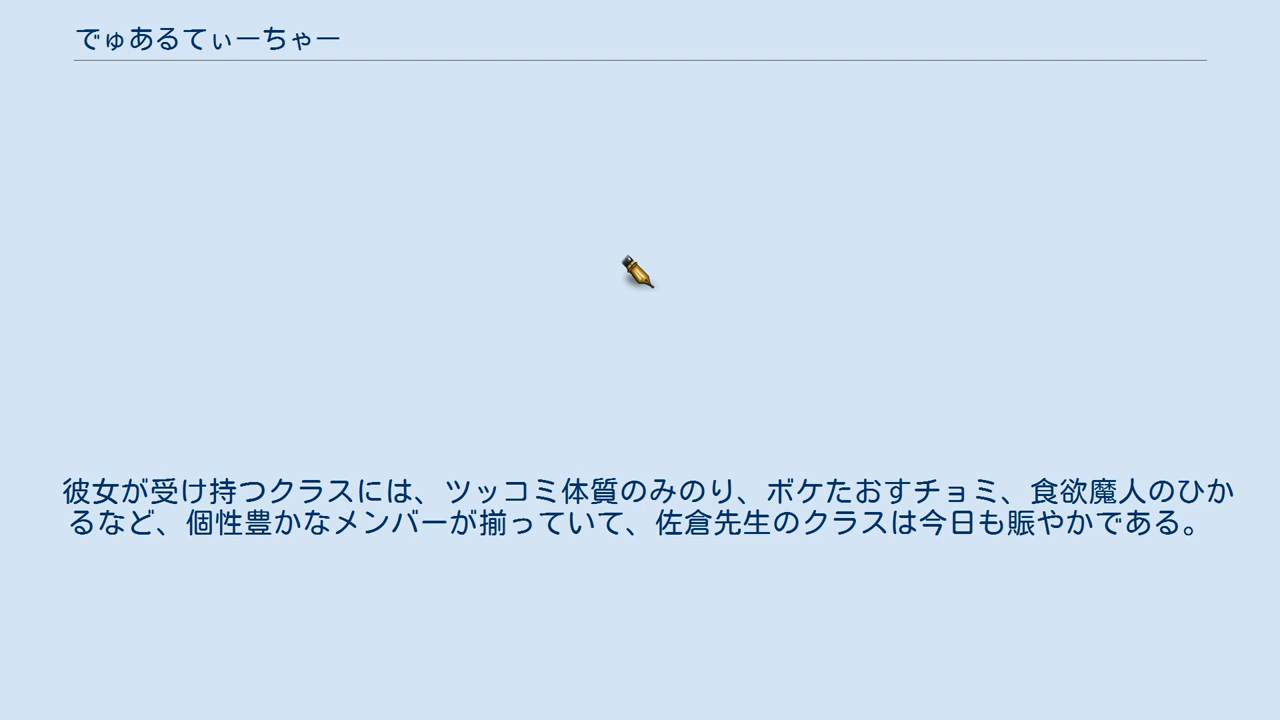 でゅあるてぃーちゃー
彼女が受け持つクラスには、ツッコミ体質のみのり、ボケたおすチョミ、食欲魔人のひか
るなど、個性豊かなメンバーが揃っていて、佐倉先生のクラスは今日も賑やかである。